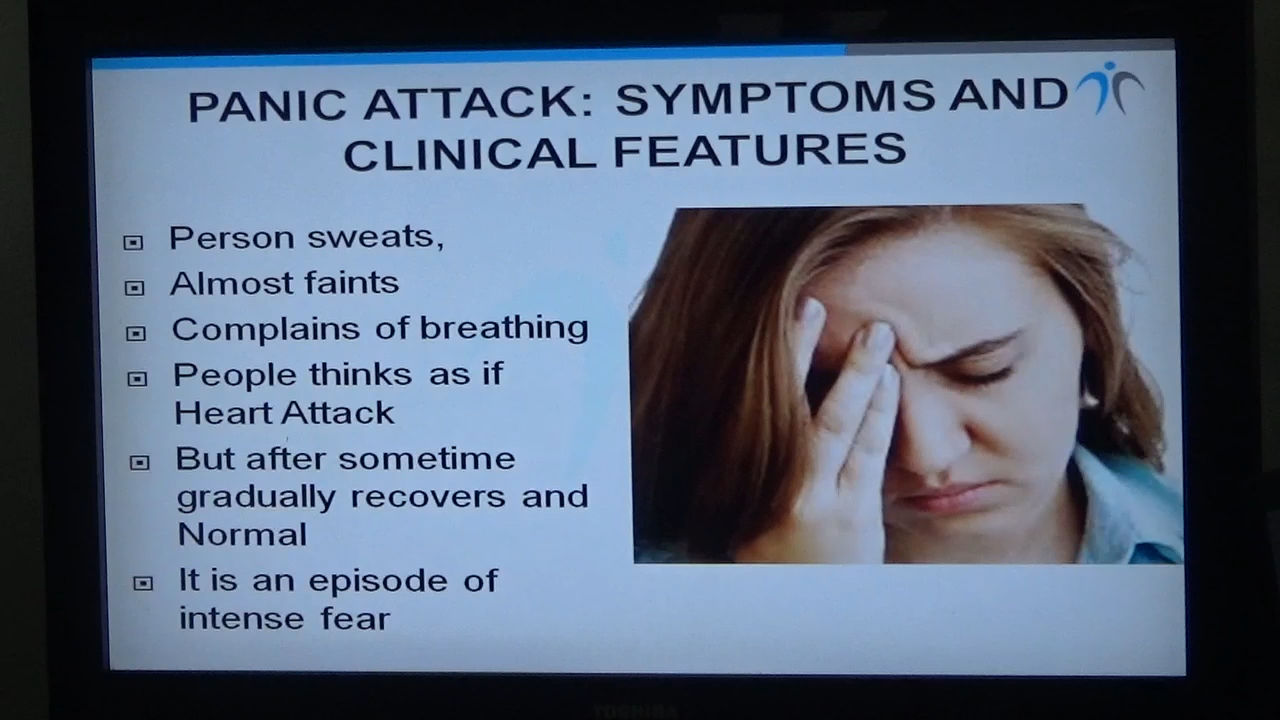 PANIC ATTACK: SYMPTOMS AND
CLINICAL FEATURES
Person sweats,
Almost faints
Complains of breathing
People thinks as if
Heart Attack
But after sometime
gradually recovers and
Normal
It is an episode of
intense fear
TOSHIBA